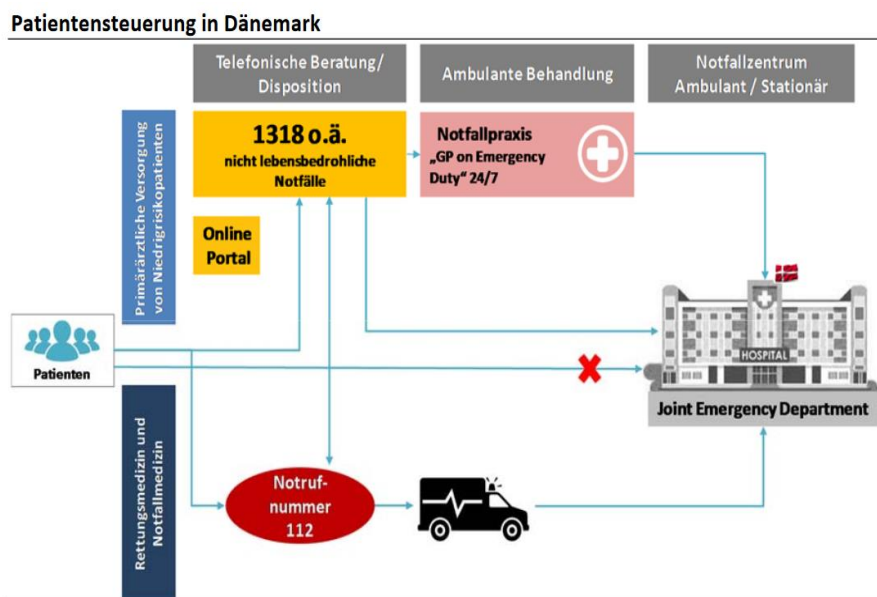 Patientensteuerung in Dänemark
Telefonische Beratung/
Disposition
Ambulante Behandlung
Notfallzentrum
Ambulant / Stationär
Primärärztliche Versorgung
von Niedrigrisikopatienten
1318 o.ä.
nicht lebensbedrohliche
Notfälle
Notfallpraxis
„GP on Emergency
Duty“ 24/7
Online
Portal
Patienten
HOSPITAL
Joint Emergency Department
Rettungsmedizin und
Notfallmedizin
Notruf-
nummer
112